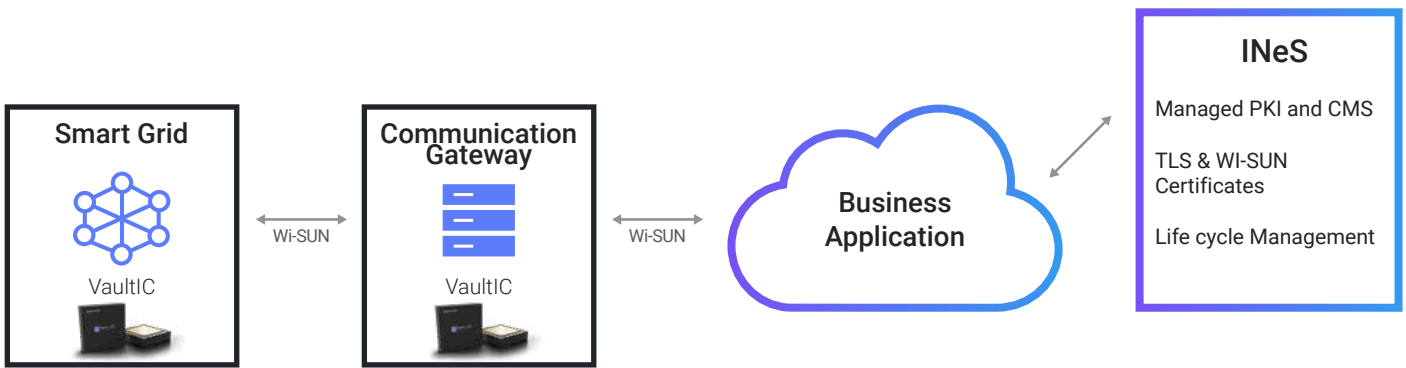 INeS
Managed PKI and CMS
TLS & WI-SUN
Certificates
Life cycle Management
Smart Grid
VaultIC
Wi-SUN
Communication
Gateway
VaultIC
Wi-SUN
Business
Application